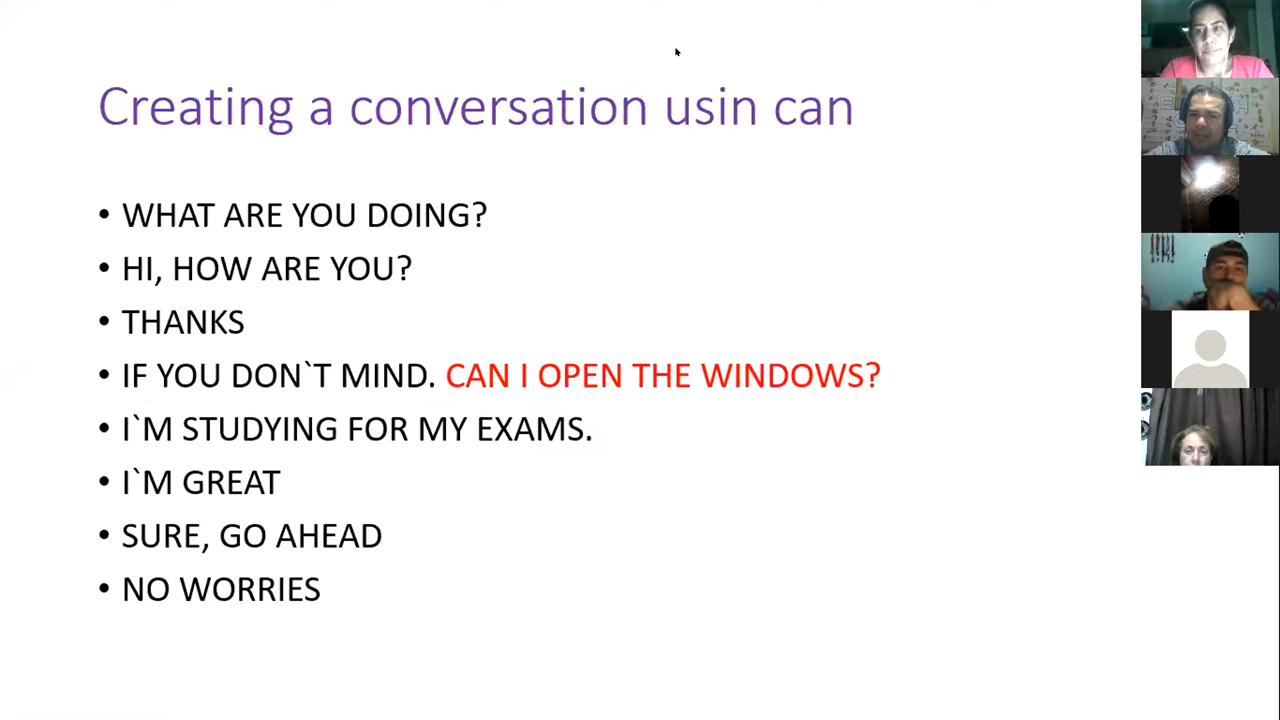 Creating a conversation usin can
• WHAT ARE YOU DOING?
• HI, HOW ARE YOU?
• THANKS
• IF YOU DON`T MIND. CAN I OPEN THE WINDOWS?
• I`M STUDYING FOR MY EXAMS.
• I`M GREAT
• SURE, GO AHEAD
• NO WORRIES